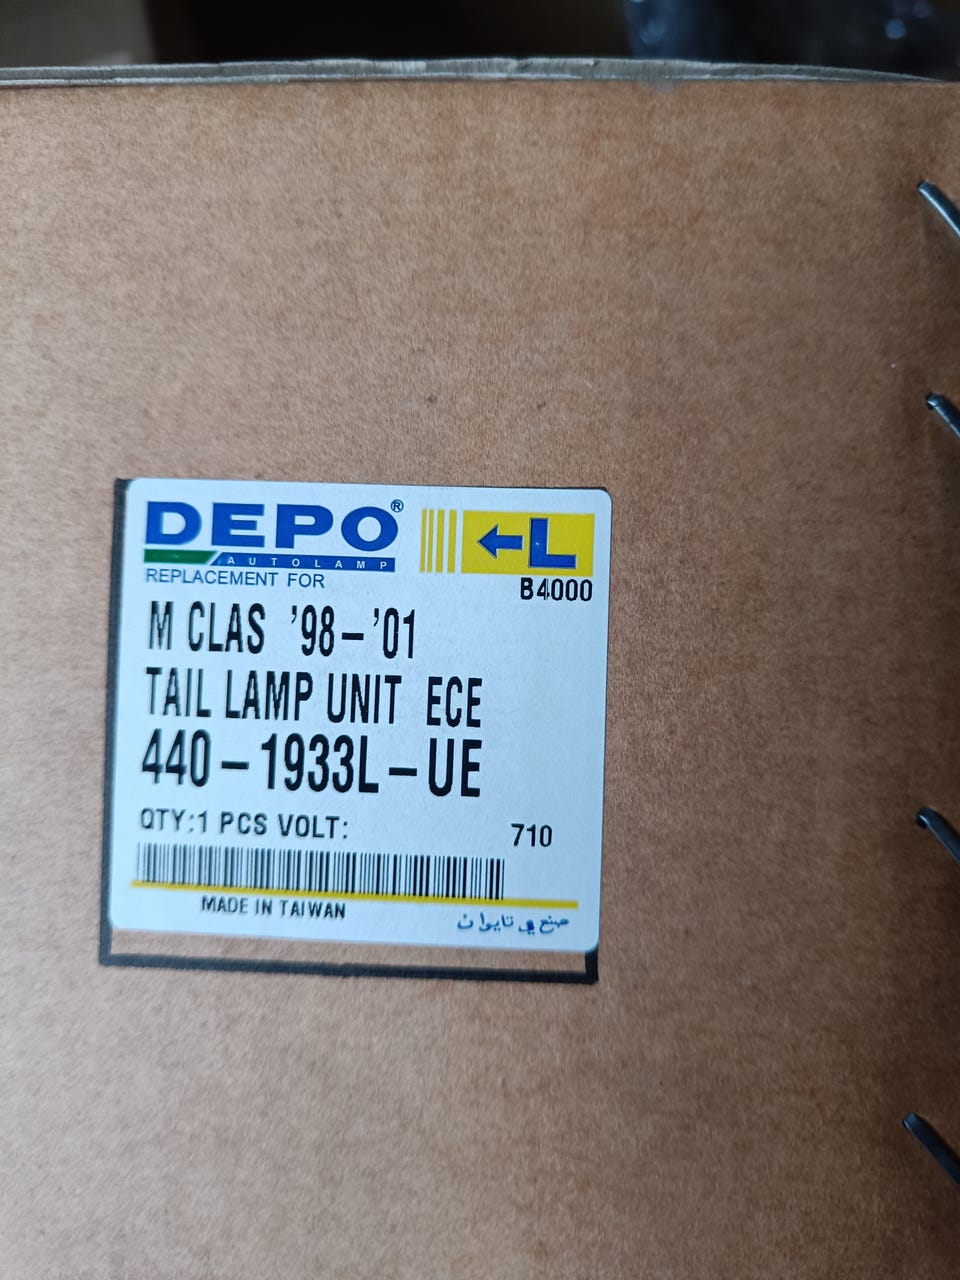 DEPO®
AUTOLAMP
←L
REPLACEMENT FOR
B4000
M CLAS '98-'01
TAIL LAMP UNIT ECE
440-1933L-UE
QTY:1 PCS VOLT:
710
MADE IN TAIWAN
صنع في تايوان